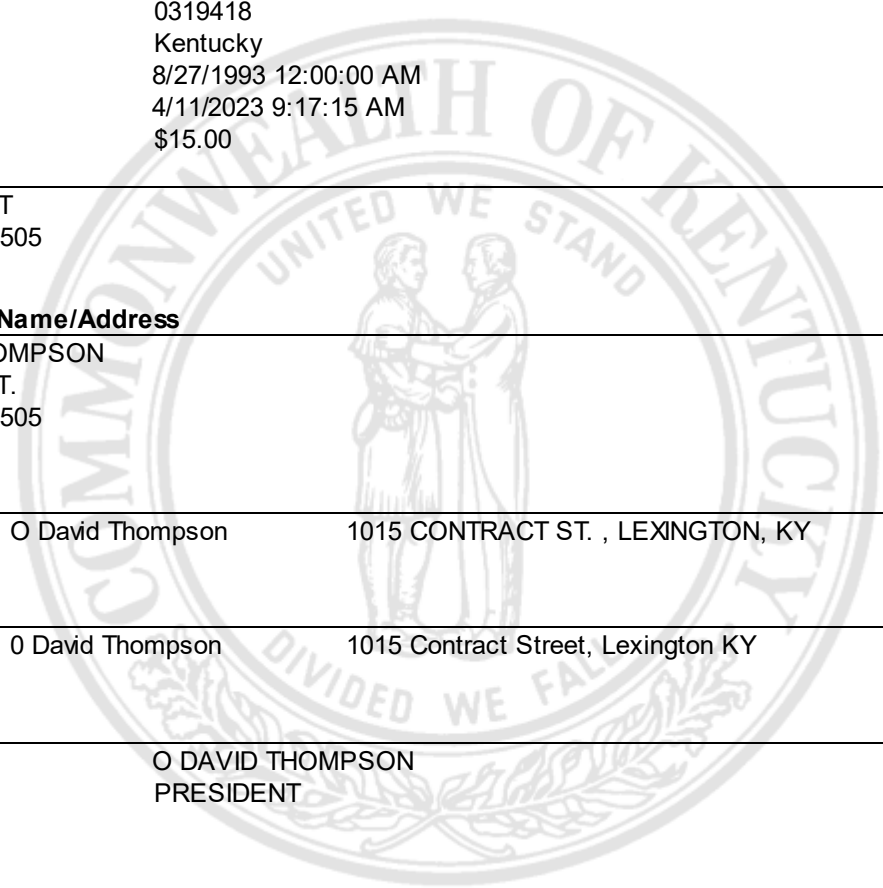 0319418
Kentucky
8/27/1993 12:00:00 AM
4/11/2023 9:17:15 AM
$15.00
T
505
Name/Address
OMPSON
T.
505
O David Thompson 1015 CONTRACT ST. , LEXINGTON, KY
0 David Thompson 1015 Contract Street, Lexington KY
O DAVID THOMPSON
PRESIDENT
COMMONWEALTH OF KENTUCKY
UNITED WE STAND
DIVIDED WE FALL